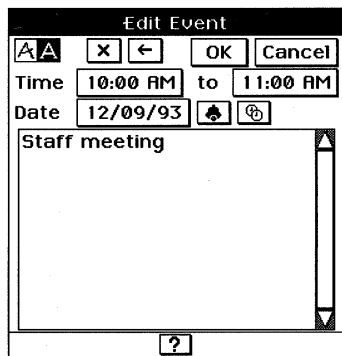 Edit Event
A A × ← OK Cancel
Time 10:00 AM to 11:00 AM
Date 12/09/93
Staff meeting
?